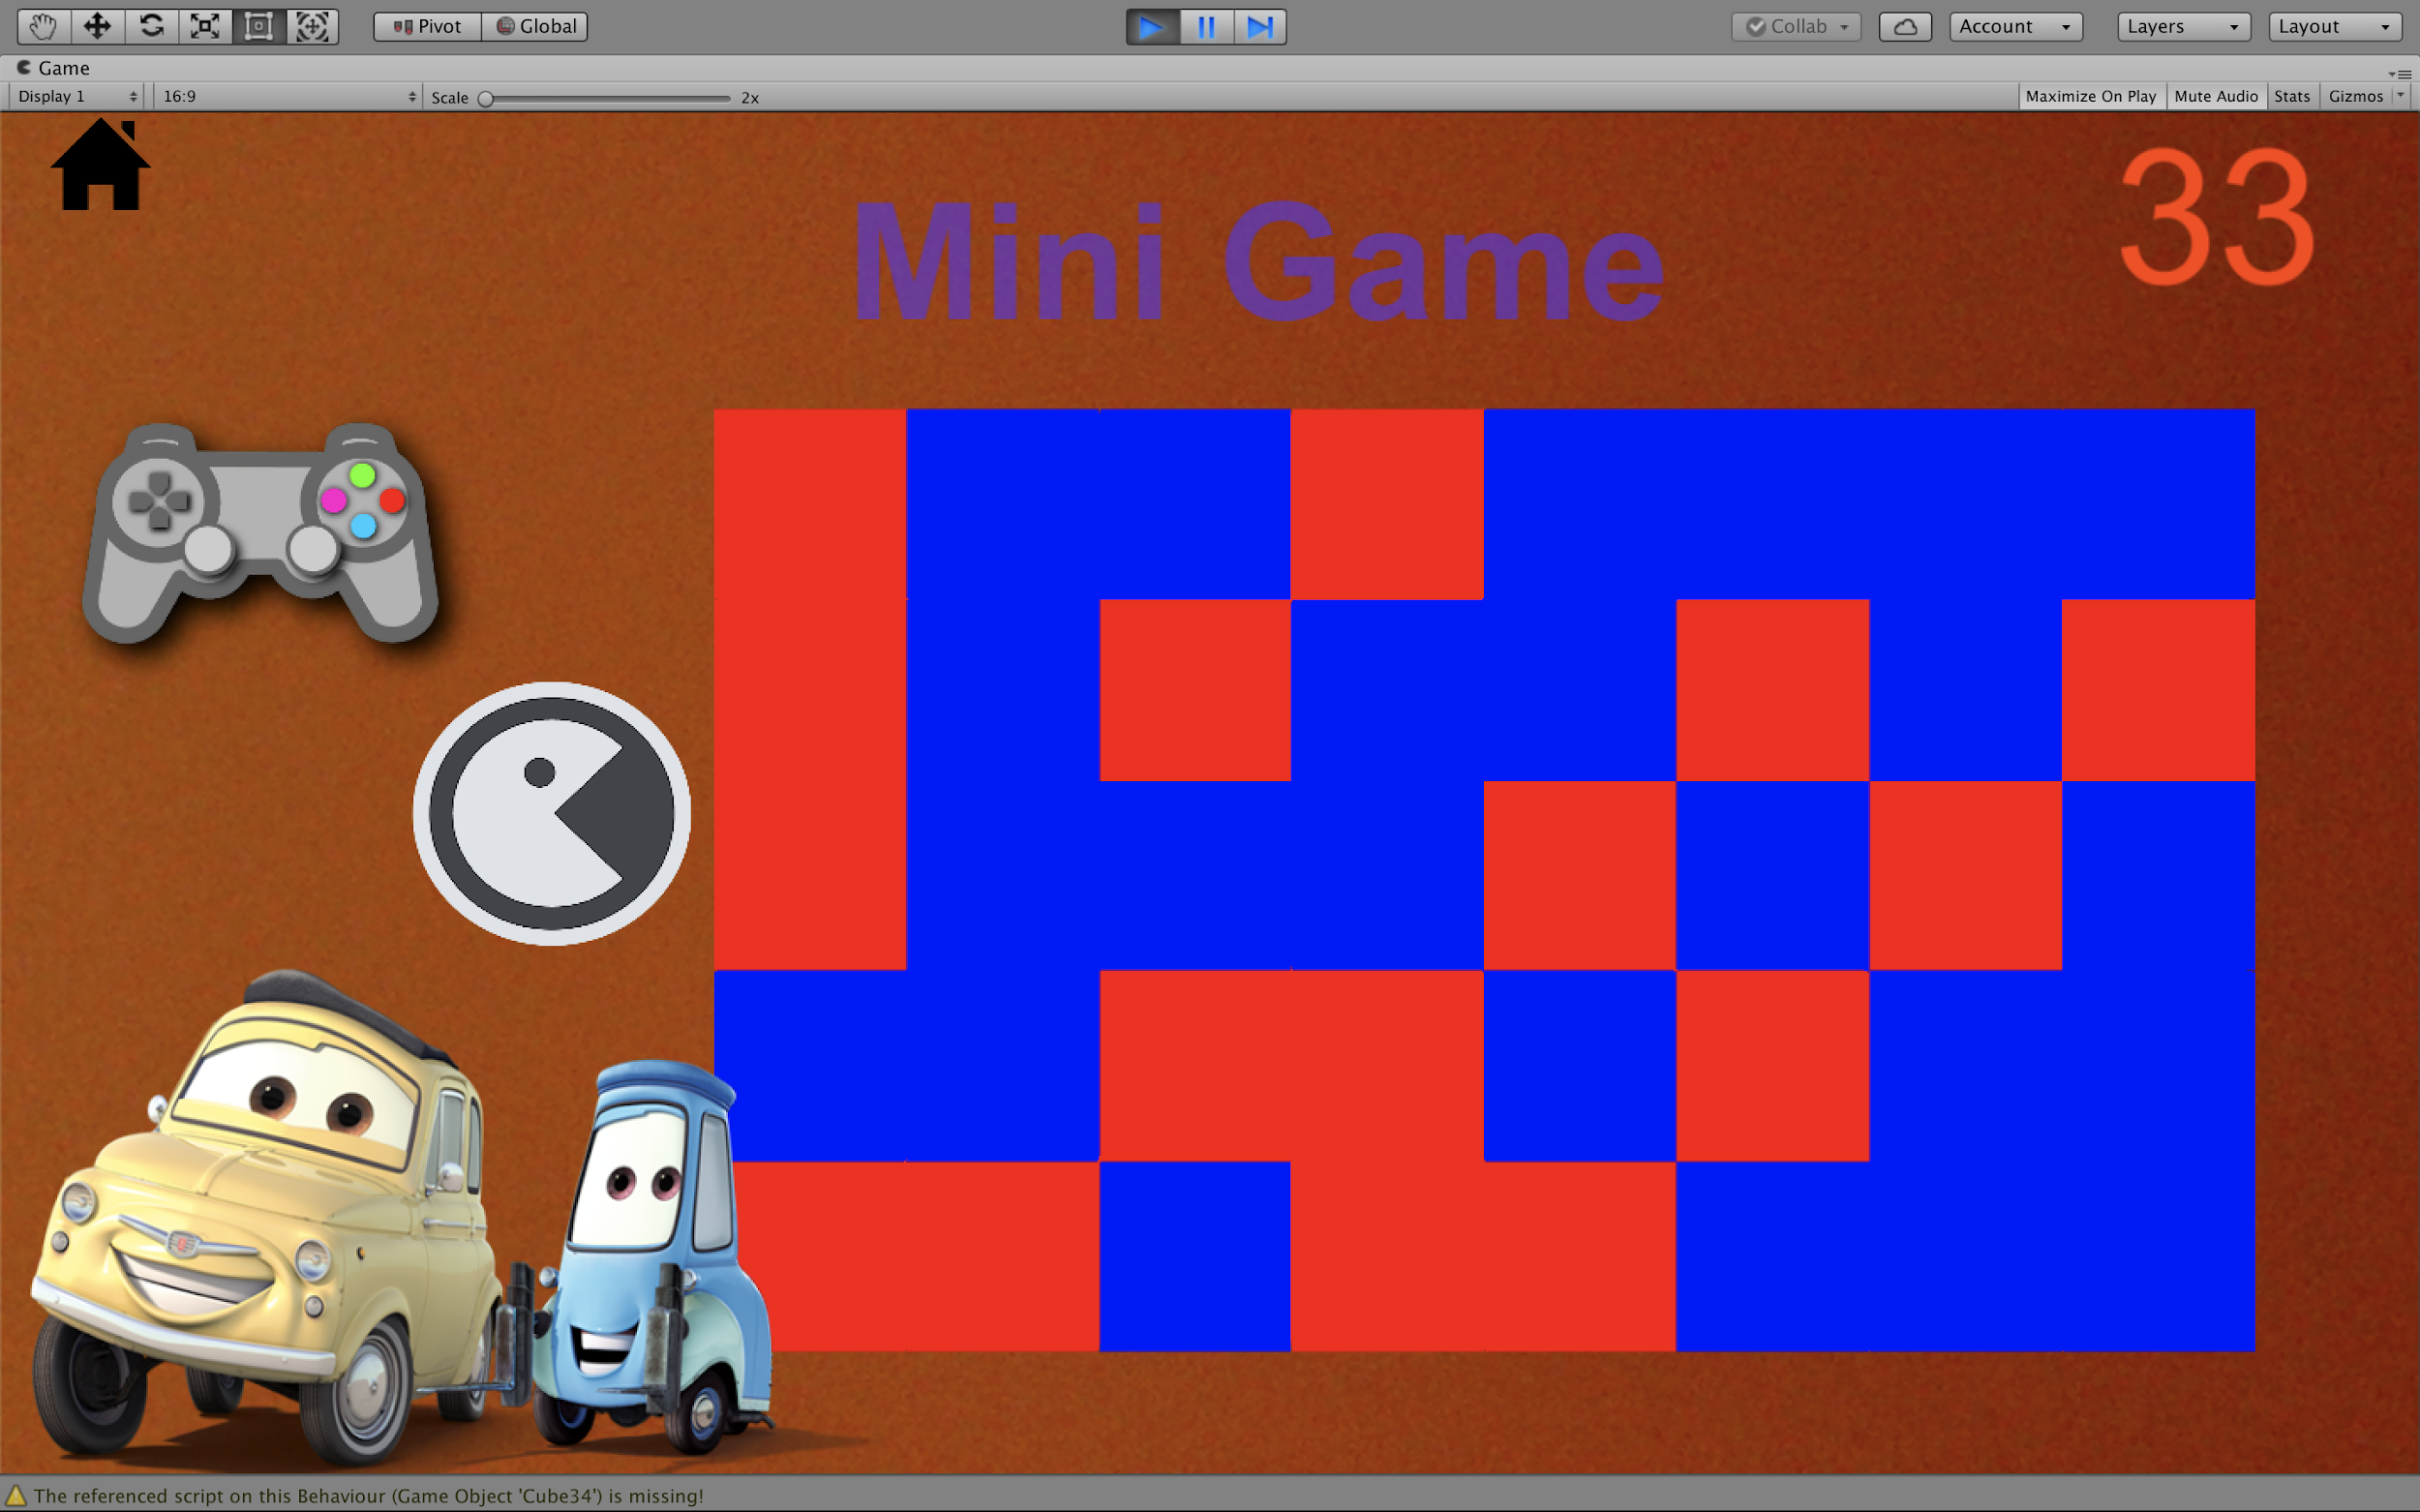 Pivot Global Collab Account Layers Layout
Game
Display 1 16:9 Scale 2x Maximize On Play Mute Audio Stats Gizmos
33
Mini Game
The referenced script on this Behaviour (Game Object 'Cube34') is missing!